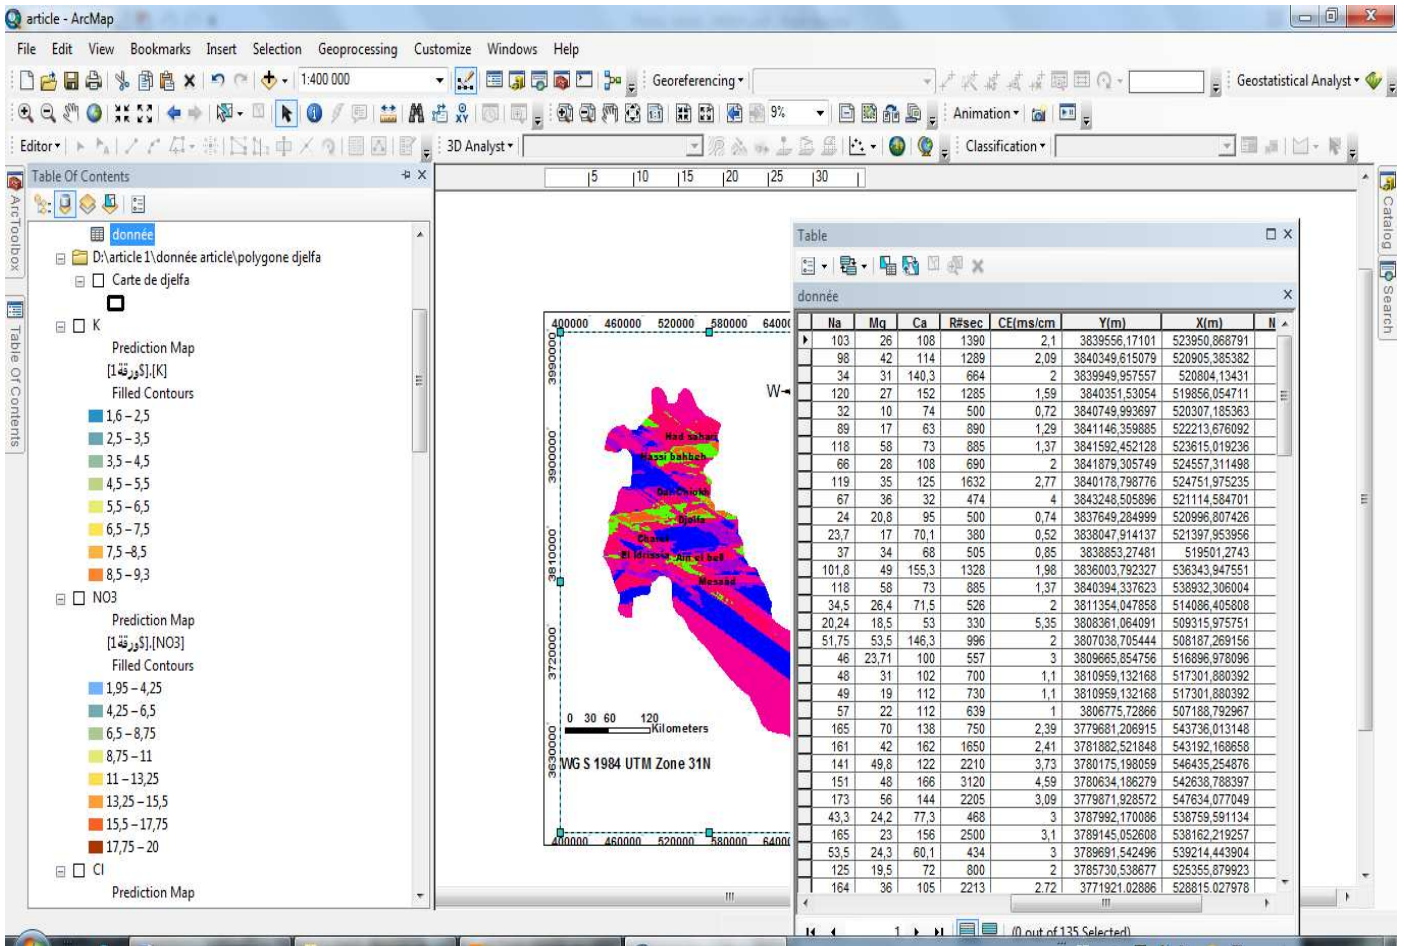 article - ArcMap
File Edit View Bookmarks Insert Selection Geoprocessing Customize Windows Help
1:400 000
Georeferencing
Geostatistical Analyst
9%
Animation
Editor
3D Analyst
Classification
Table Of Contents
ArcToolbox
Table Of Contents
donnée
D:\article 1\donnée article\polygone djelfa
Carte de djelfa
K
Prediction Map
[ورقة1$].[K]
Filled Contours
1,6 – 2,5
2,5 – 3,5
3,5 – 4,5
4,5 – 5,5
5,5 – 6,5
6,5 – 7,5
7,5 –8,5
8,5 – 9,3
NO3
Prediction Map
[ورقة1$].[NO3]
Filled Contours
1,95 – 4,25
4,25 – 6,5
6,5 – 8,75
8,75 – 11
11 – 13,25
13,25 – 15,5
15,5 – 17,75
17,75 – 20
Cl
Prediction Map
5 10 15 20 25 30
400000 460000 520000 580000 6400
3990000
3900000
3810000
3720000
3630000
W
Hassi bahbeh
Dar Chiokh
Djelfa
Charef
El Idrissia
Ain el bell
Messad
0 30 60 120
Kilometers
WG S 1984 UTM Zone 31N
400000 460000 520000 580000 6400
Catalog
Search
Table
donnée
Na Mg Ca R#sec CE(ms/cm Y(m) X(m) N
103 26 108 1390 2,1 3839556,17101 523950,868791
98 42 114 1289 2,09 3840349,615079 520905,385382
34 31 140,3 664 2 3839949,957557 520804,13431
120 27 152 1285 1,59 3840351,53054 519856,054711
32 10 74 500 0,72 3840749,993697 520307,185363
89 17 63 890 1,29 3841146,359885 522213,676092
118 58 73 885 1,37 3841592,452128 523615,019236
66 28 108 690 2 3841879,305749 524557,311498
119 35 125 1632 2,77 3840178,798776 524751,975235
67 36 32 474 4 3843248,505896 521114,584701
24 20,8 95 500 0,74 3837649,284999 520996,807426
23,7 17 70,1 380 0,52 3838047,914137 521397,953956
37 34 68 505 0,85 3838853,27481 519501,2743
101,8 49 155,3 1328 1,98 3836003,792327 536343,947551
118 58 73 885 1,37 3840394,337623 538932,306004
34,5 26,4 71,5 526 2 3811354,047858 514086,405808
20,24 18,5 53 330 5,35 3808361,064091 509315,975751
51,75 53,5 146,3 996 2 3807038,705444 508187,269156
46 23,71 100 557 3 3809665,854756 516896,978096
48 31 102 700 1,1 3810959,132168 517301,880392
49 19 112 730 1,1 3810959,132168 517301,880392
57 22 112 639 1 3806775,72866 507188,792967
165 70 138 750 2,39 3779681,206915 543736,013148
161 42 162 1650 2,41 3781882,521848 543192,168658
141 49,8 122 2210 3,73 3780175,198059 546435,254876
151 48 166 3120 4,59 3780634,186279 542638,788397
173 56 144 2205 3,09 3779871,928572 547634,077049
43,3 24,2 77,3 468 3 3787992,170086 538759,591134
165 23 156 2500 3,1 3789145,052608 538162,219257
53,5 24,3 60,1 434 3 3789691,542496 539214,443904
125 19,5 72 800 2 3785730,538677 525355,879923
164 36 105 2213 2,72 3771921,02886 528815,027978
1
(0 out of 135 Selected)